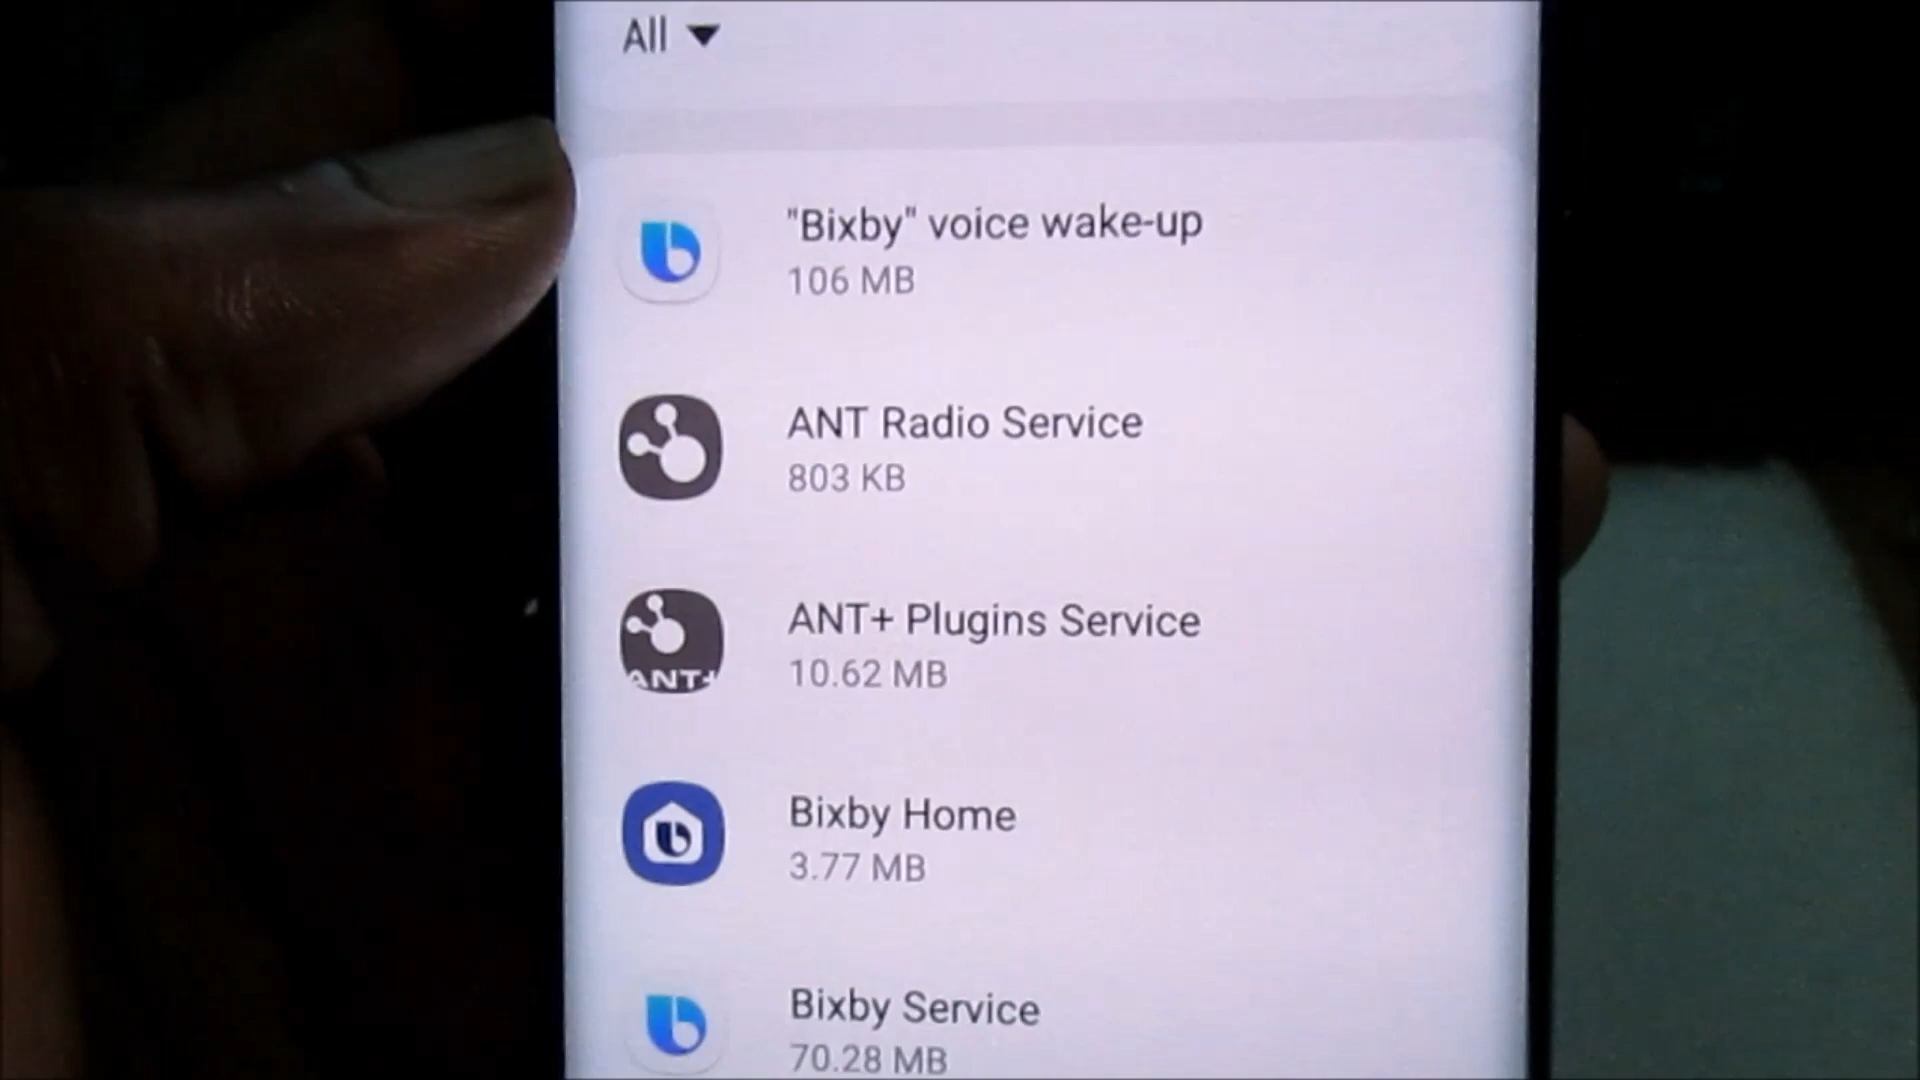 All
"Bixby" voice wake-up
106 MB
ANT Radio Service
803 KB
ANT+ Plugins Service
10.62 MB
ANT+
Bixby Home
3.77 MB
Bixby Service
70.28 MB